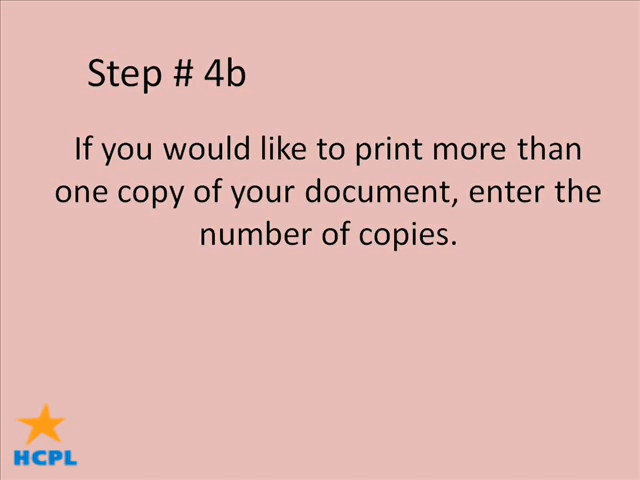 Step # 4b
If you would like to print more than
one copy of your document, enter the
number of copies.
HCPL